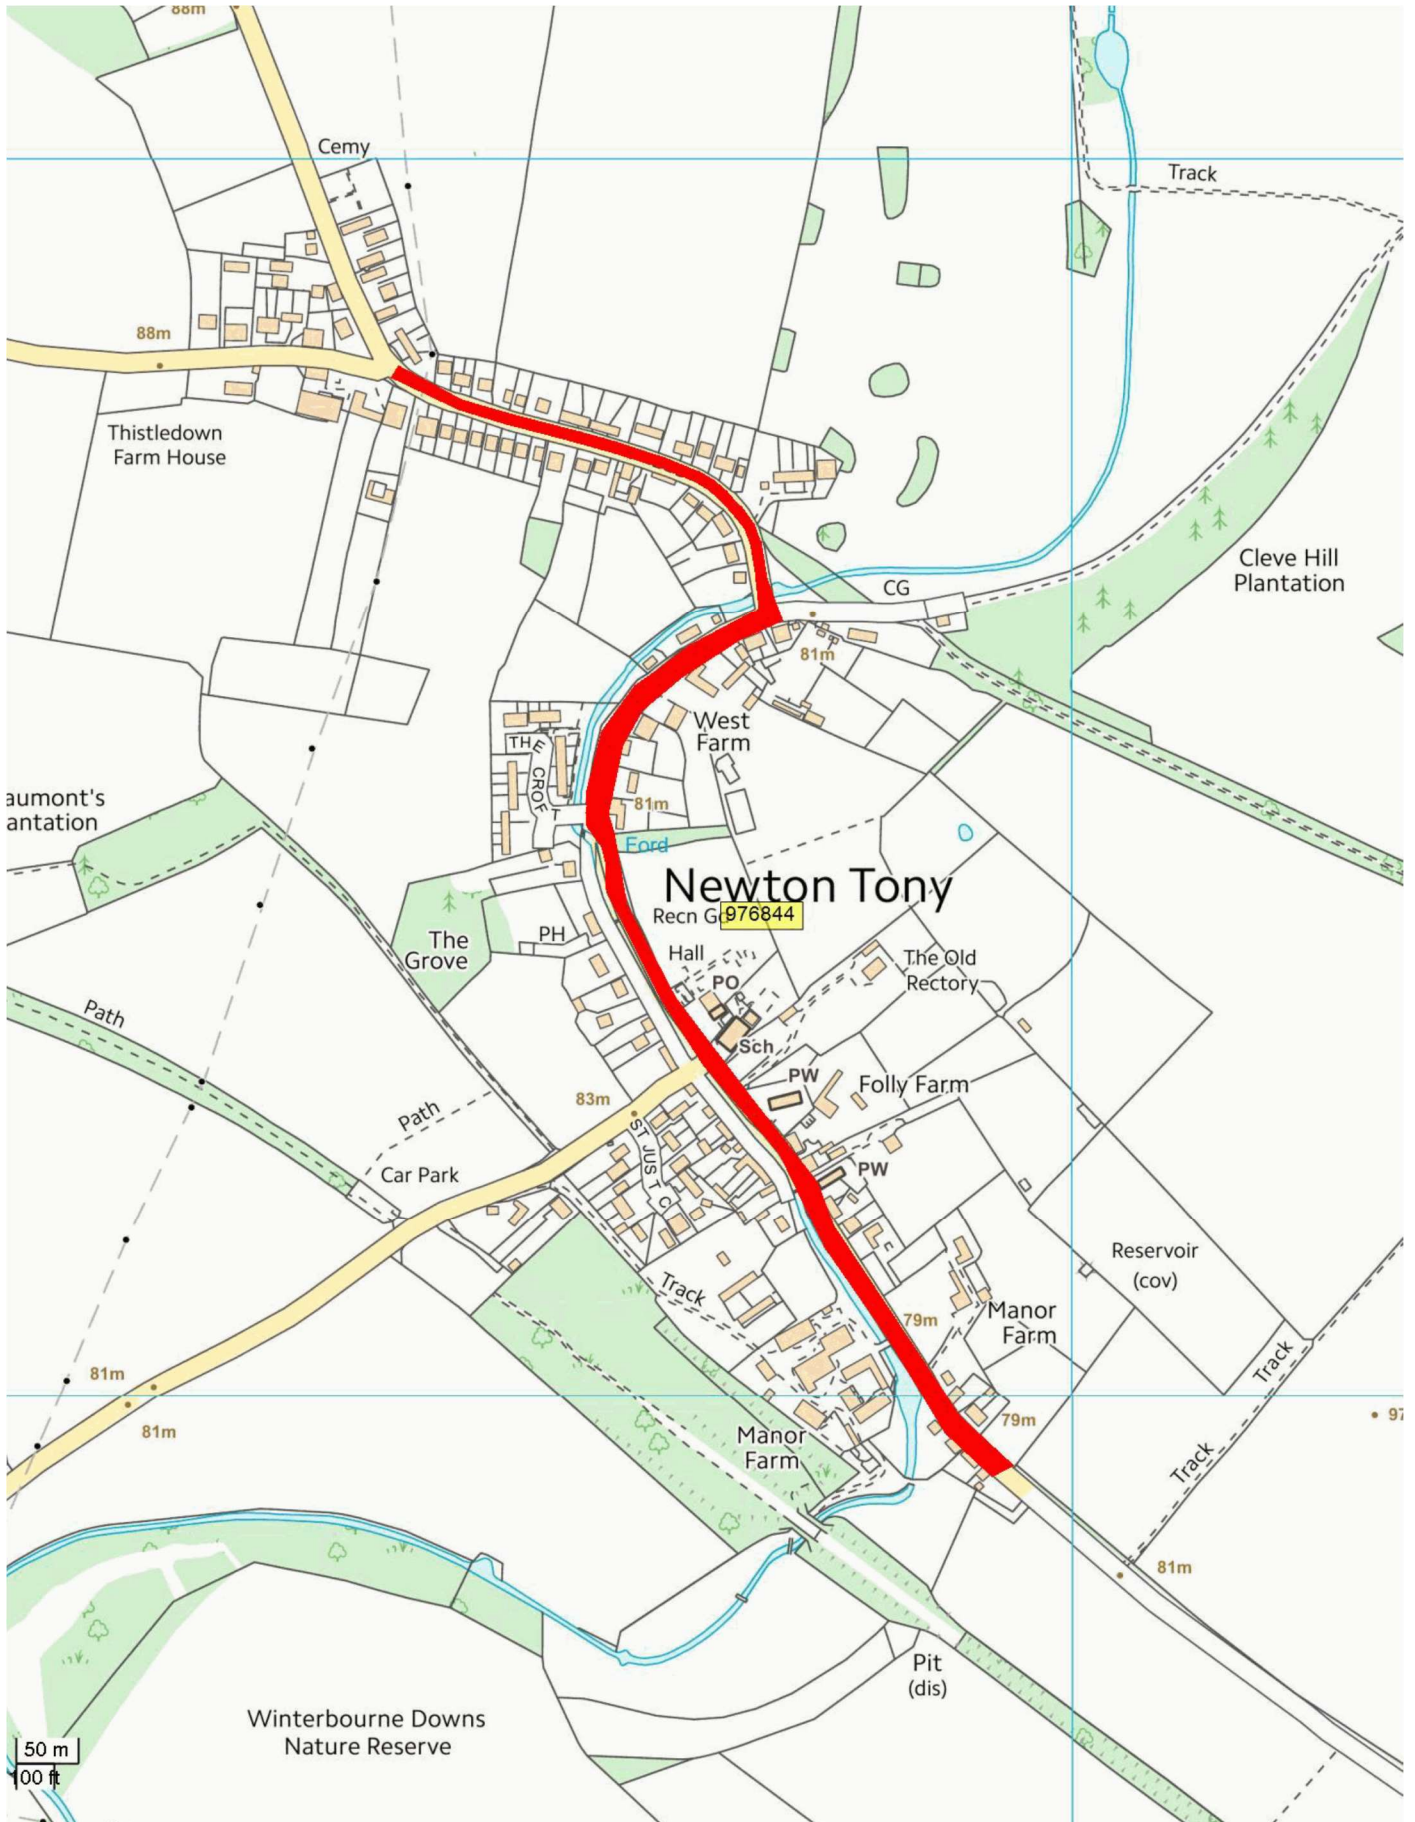 88m
Cemy
Track
88m
Thistledown
Farm House
Cleve Hill
Plantation
CG
81m
West
Farm
THE CROFT
81m
aumont's
antation
Ford
Newton Tony
Recn G
976844
The
Grove
PH
Hall
The Old
Rectory
PO
Path
Sch
PW
Folly Farm
83m
Path
ST JUST C
PW
Car Park
Reservoir
(cov)
Track
79m
Manor
Farm
Track
81m
79m
97
81m
Manor
Farm
Track
81m
Pit
(dis)
Winterbourne Downs
Nature Reserve
50 m
100 ft